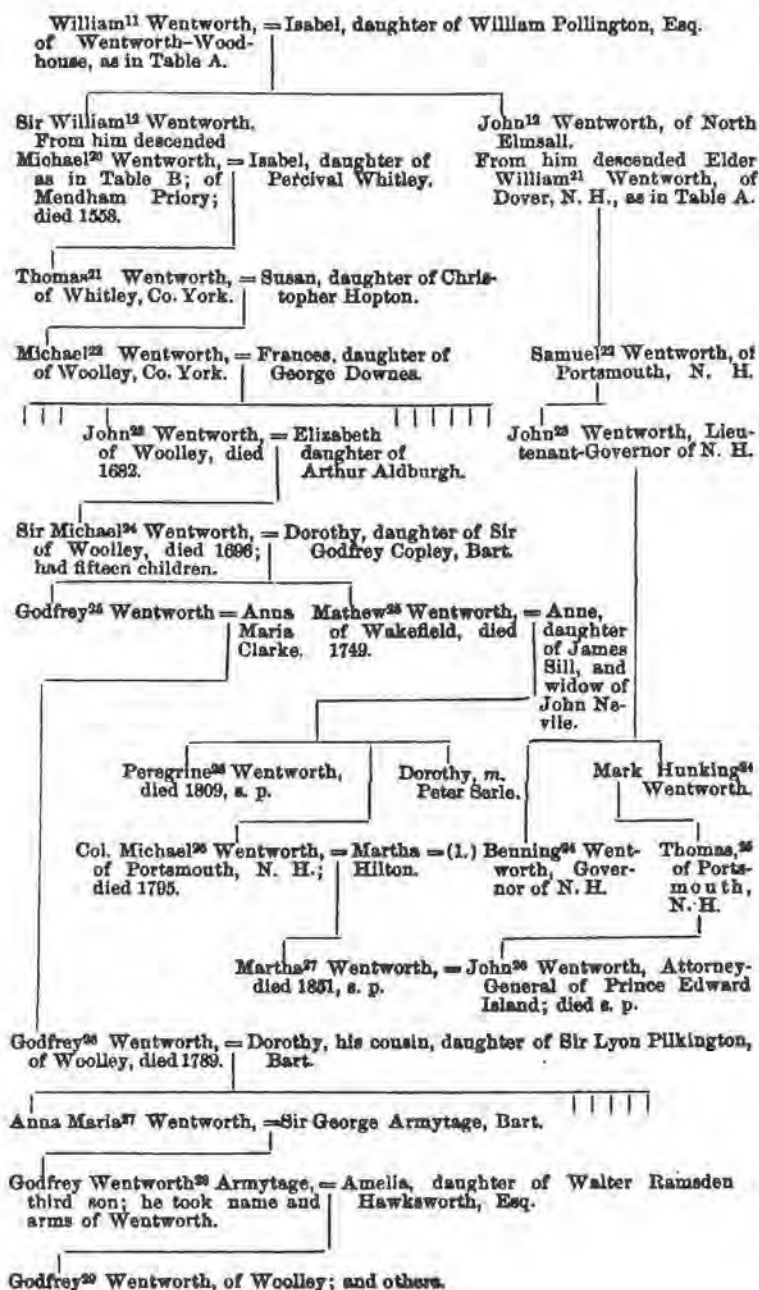 William¹¹ Wentworth, = Isabel, daughter of William Pollington, Esq.
of Wentworth-Wood-
house, as in Table A.
Sir William¹² Wentworth.
From him descended
Michael²⁰ Wentworth, = Isabel, daughter of
as in Table B; of Percival Whitley.
Mendham Priory;
died 1558.
John¹² Wentworth, of North
Elmsall.
From him descended Elder
William²¹ Wentworth, of
Dover, N. H., as in Table A.
Thomas²¹ Wentworth, = Susan, daughter of Chris-
of Whitley, Co. York. topher Hopton.
Michael²² Wentworth, = Frances, daughter of
of Woolley, Co. York. George Downes.
Samuel²² Wentworth, of
Portsmouth, N. H.
John²³ Wentworth, = Elizabeth
of Woolley, died daughter of
1682. Arthur Aldburgh.
John²³ Wentworth, Lieu-
tenant-Governor of N. H.
Sir Michael²⁴ Wentworth, = Dorothy, daughter of Sir
of Woolley, died 1696; Godfrey Copley, Bart.
had fifteen children.
Godfrey²⁵ Wentworth = Anna
Maria
Clarke.
Mathew²⁵ Wentworth, = Anne,
of Wakefield, died daughter
1749. of James
Sill, and
widow of
John Ne-
vile.
Peregrine²⁶ Wentworth,
died 1809, s. p.
Dorothy, m.
Peter Serle.
Mark Hunking²⁴
Wentworth.
Col. Michael²⁶ Wentworth, = Martha = (1.) Benning²⁴ Went-
of Portsmouth, N. H.; Hilton. worth, Gover-
died 1795. nor of N. H.
Thomas,²⁵
of Ports-
mouth,
N. H.
Martha²⁷ Wentworth, = John²⁶ Wentworth, Attorney-
died 1851, s. p. General of Prince Edward
Island; died s. p.
Godfrey²⁶ Wentworth, = Dorothy, his cousin, daughter of Sir Lyon Pilkington,
of Woolley, died 1789. Bart.
Anna Maria²⁷ Wentworth, = Sir George Armytage, Bart.
Godfrey Wentworth²⁸ Armytage, = Amelia, daughter of Walter Ramsden
third son; he took name and Hawksworth, Esq.
arms of Wentworth.
Godfrey²⁹ Wentworth, of Woolley; and others.